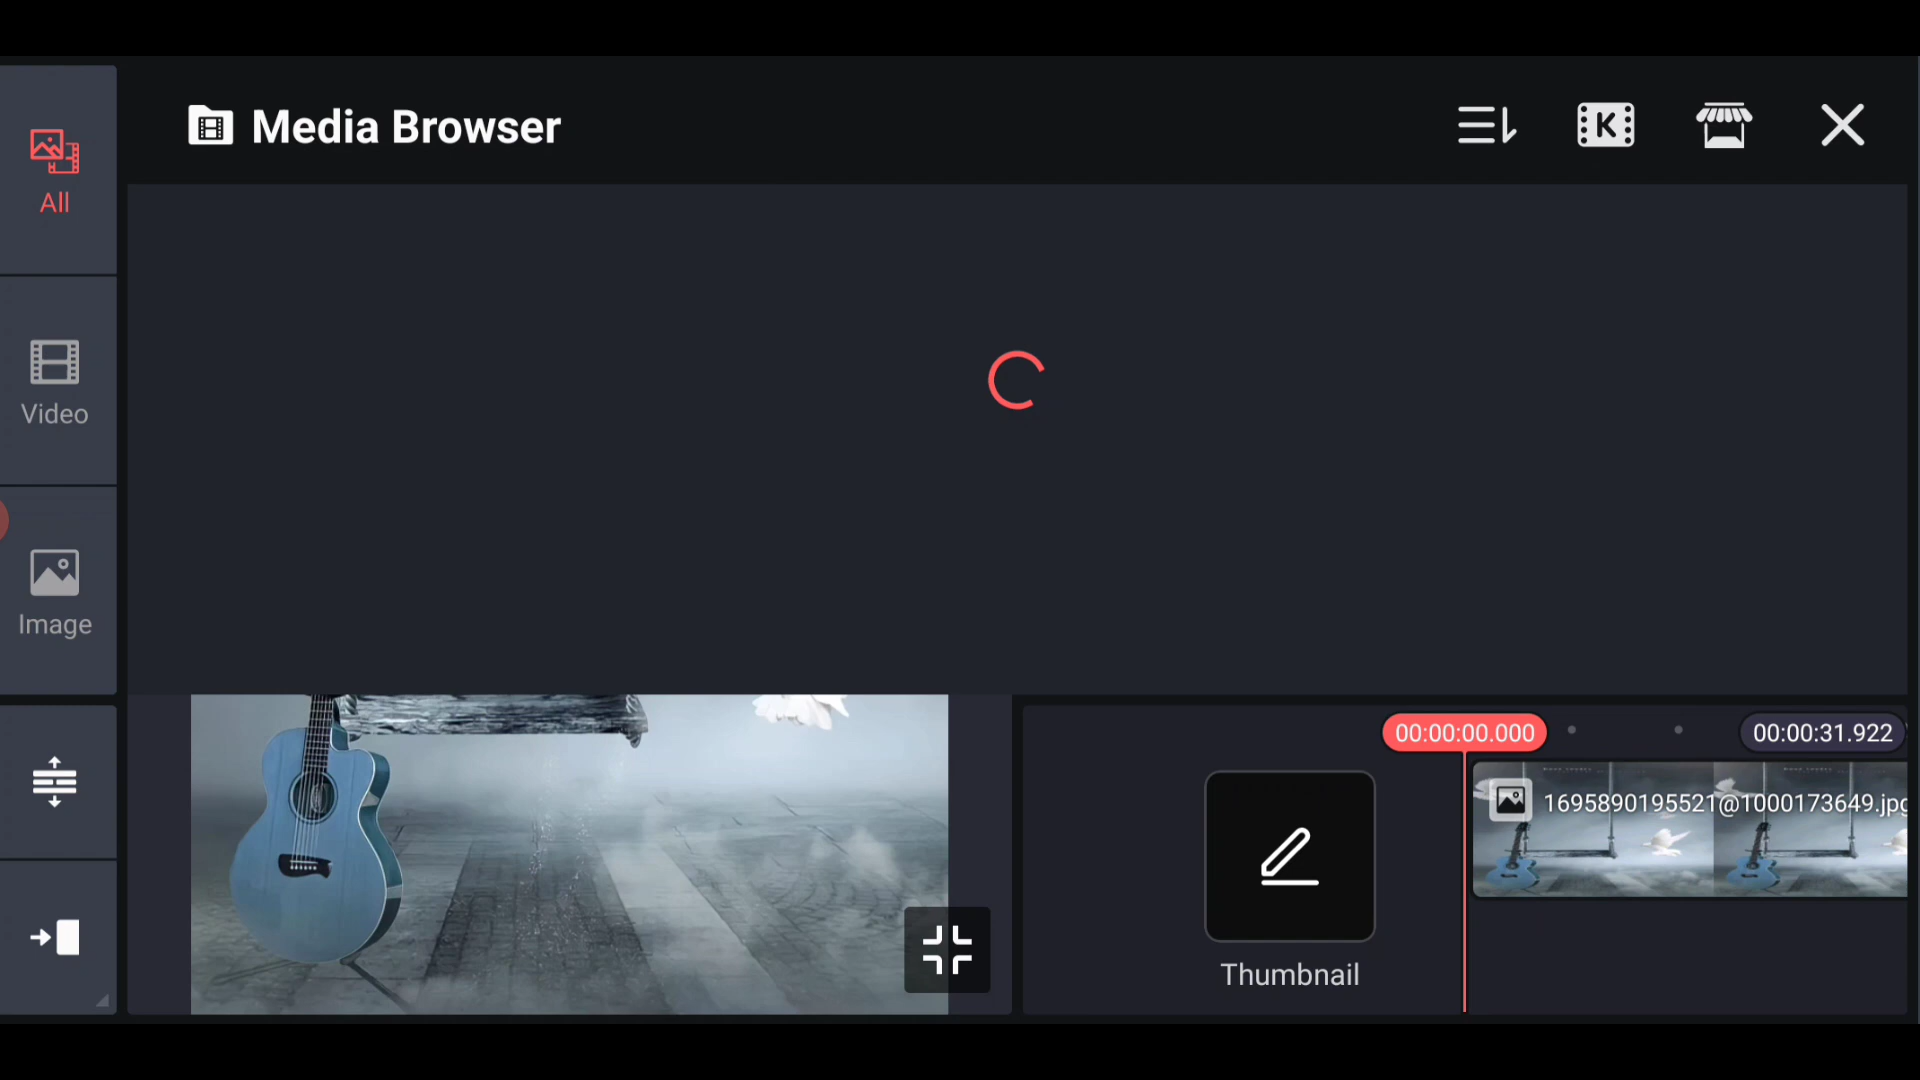 Media Browser
K
All
Video
Image
00:00:00.000
00:00:31.922
1695890195521@1000173649.jpg
Thumbnail